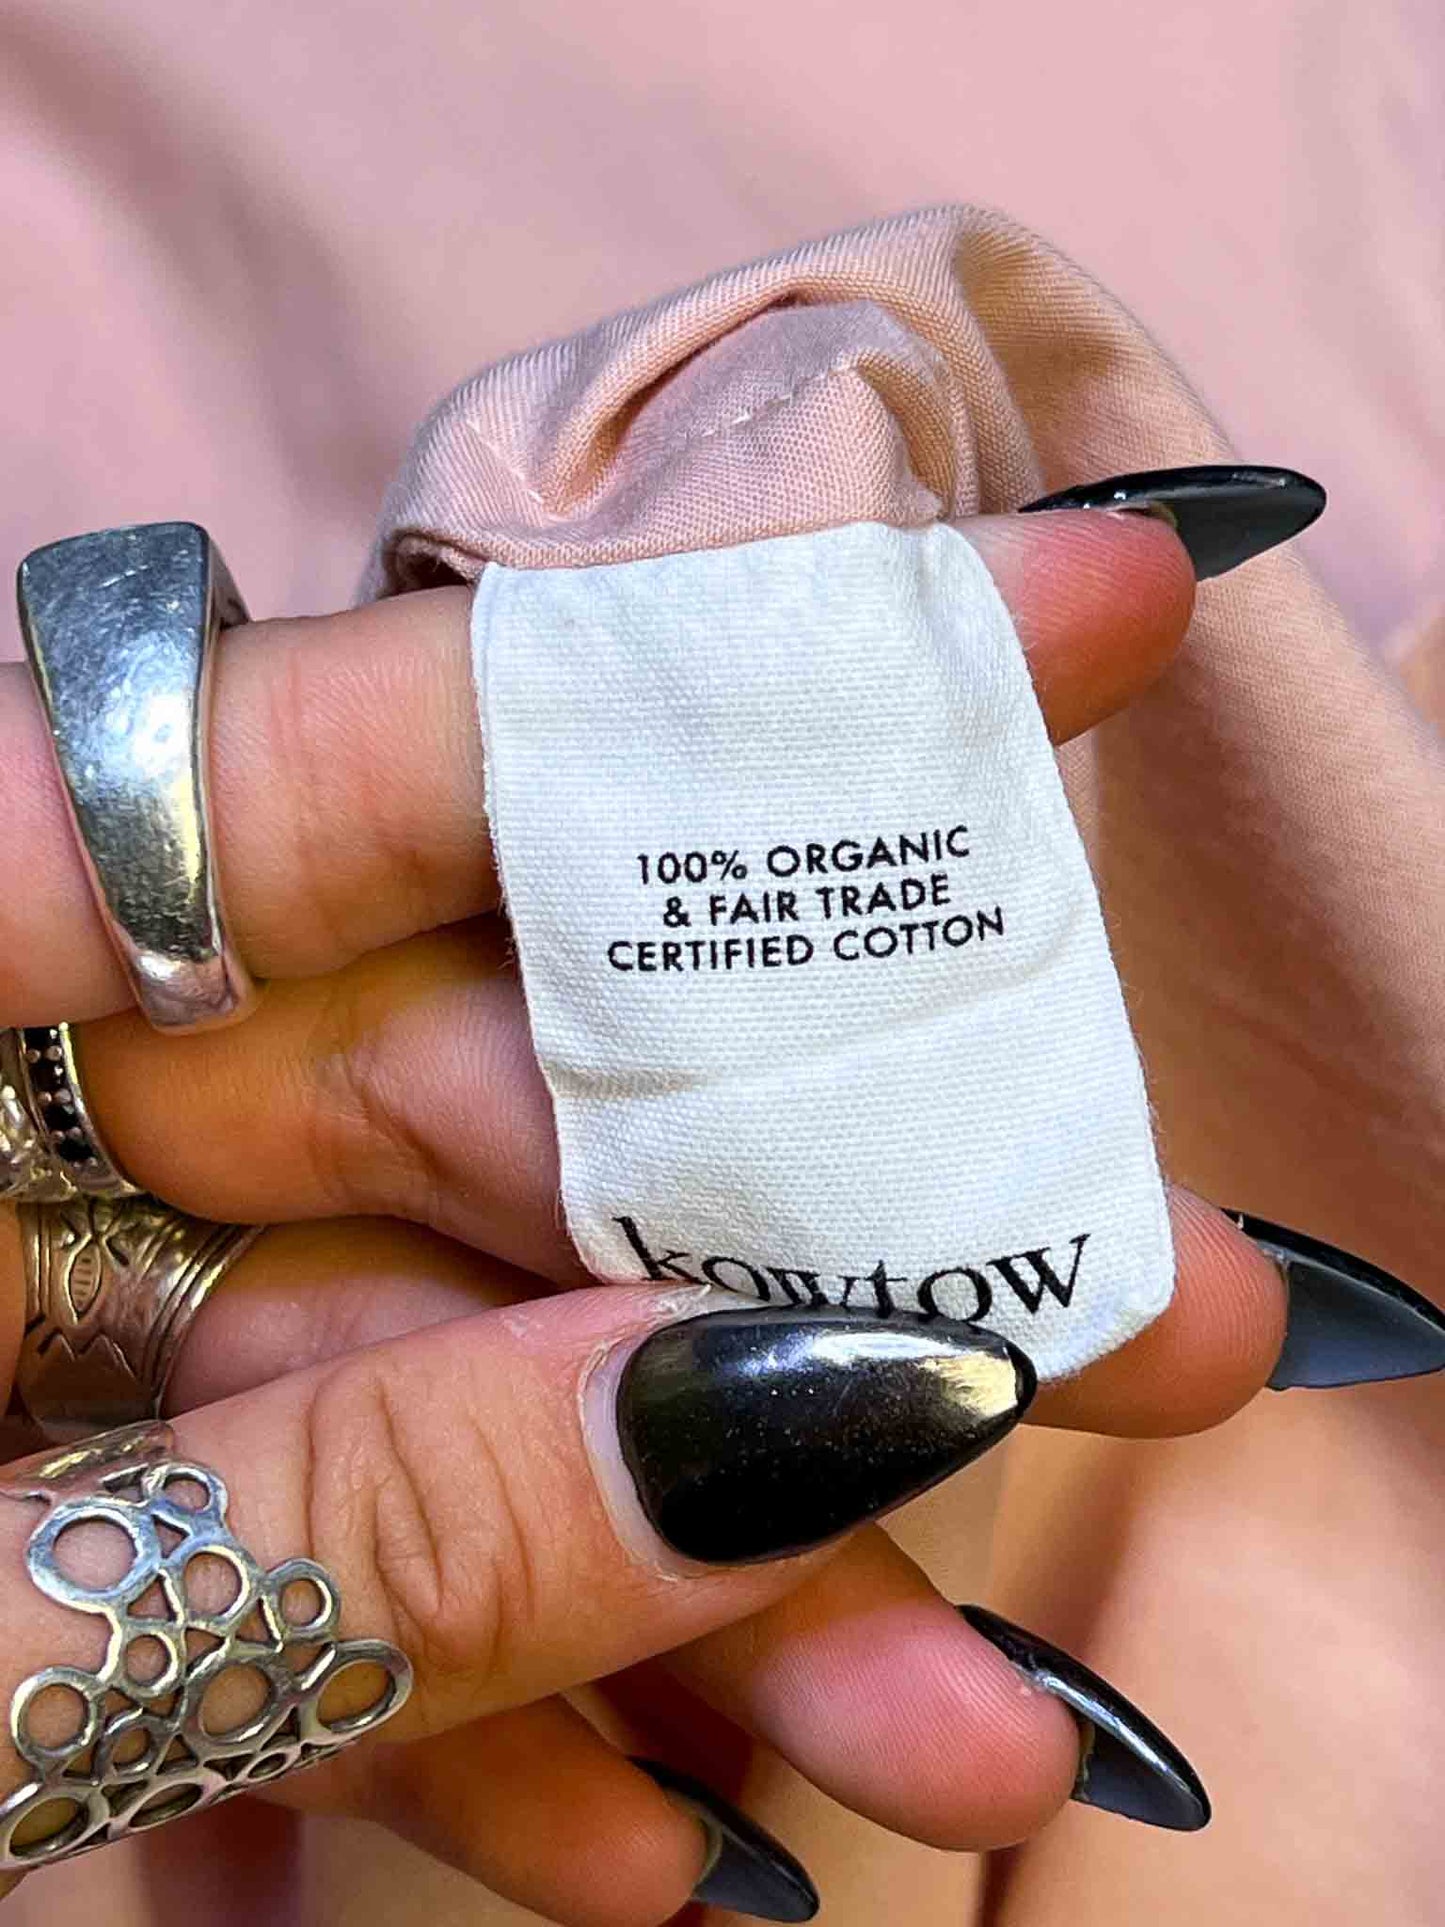 100% ORGANIC
& FAIR TRADE
CERTIFIED COTTON
kowtow